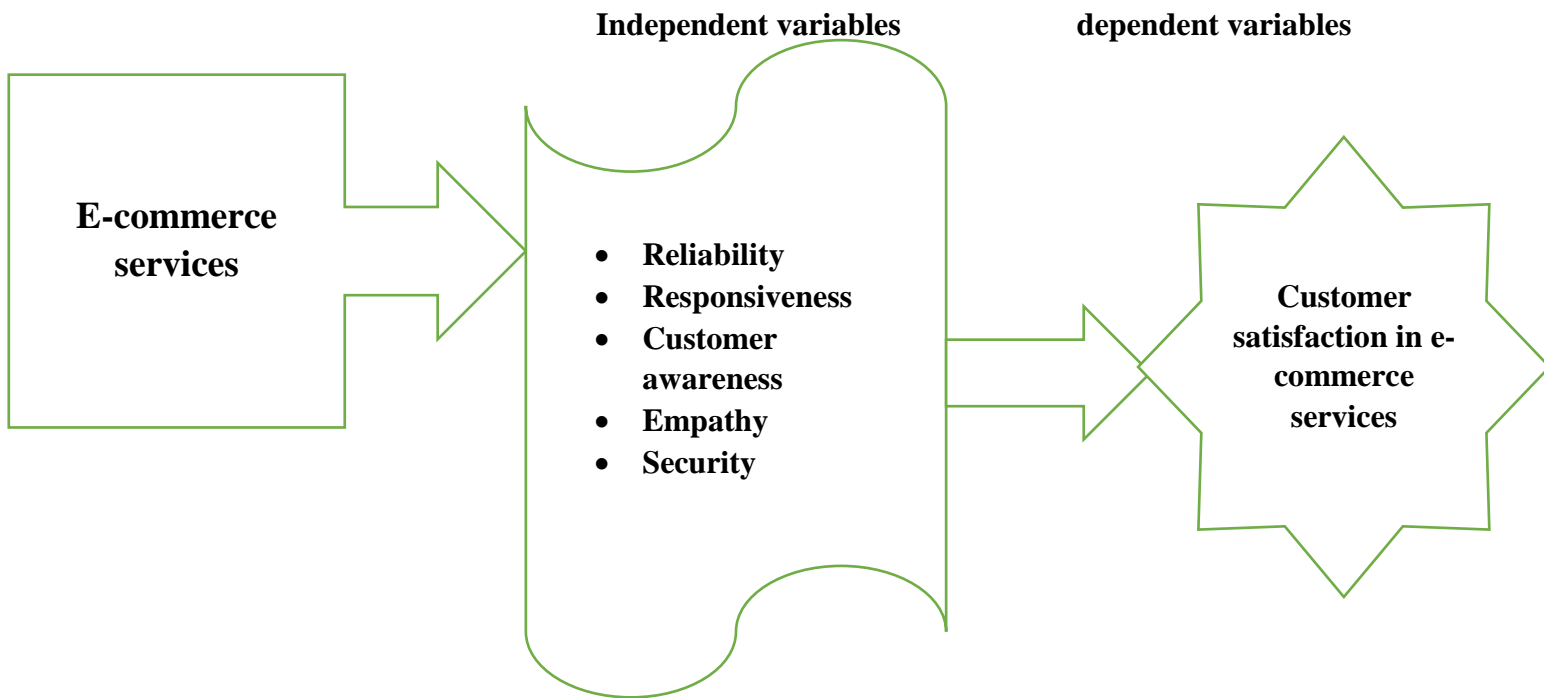 Independent variables
dependent variables
E-commerce
services
• Reliability
• Responsiveness
• Customer
awareness
• Empathy
• Security
Customer
satisfaction in e-
commerce
services